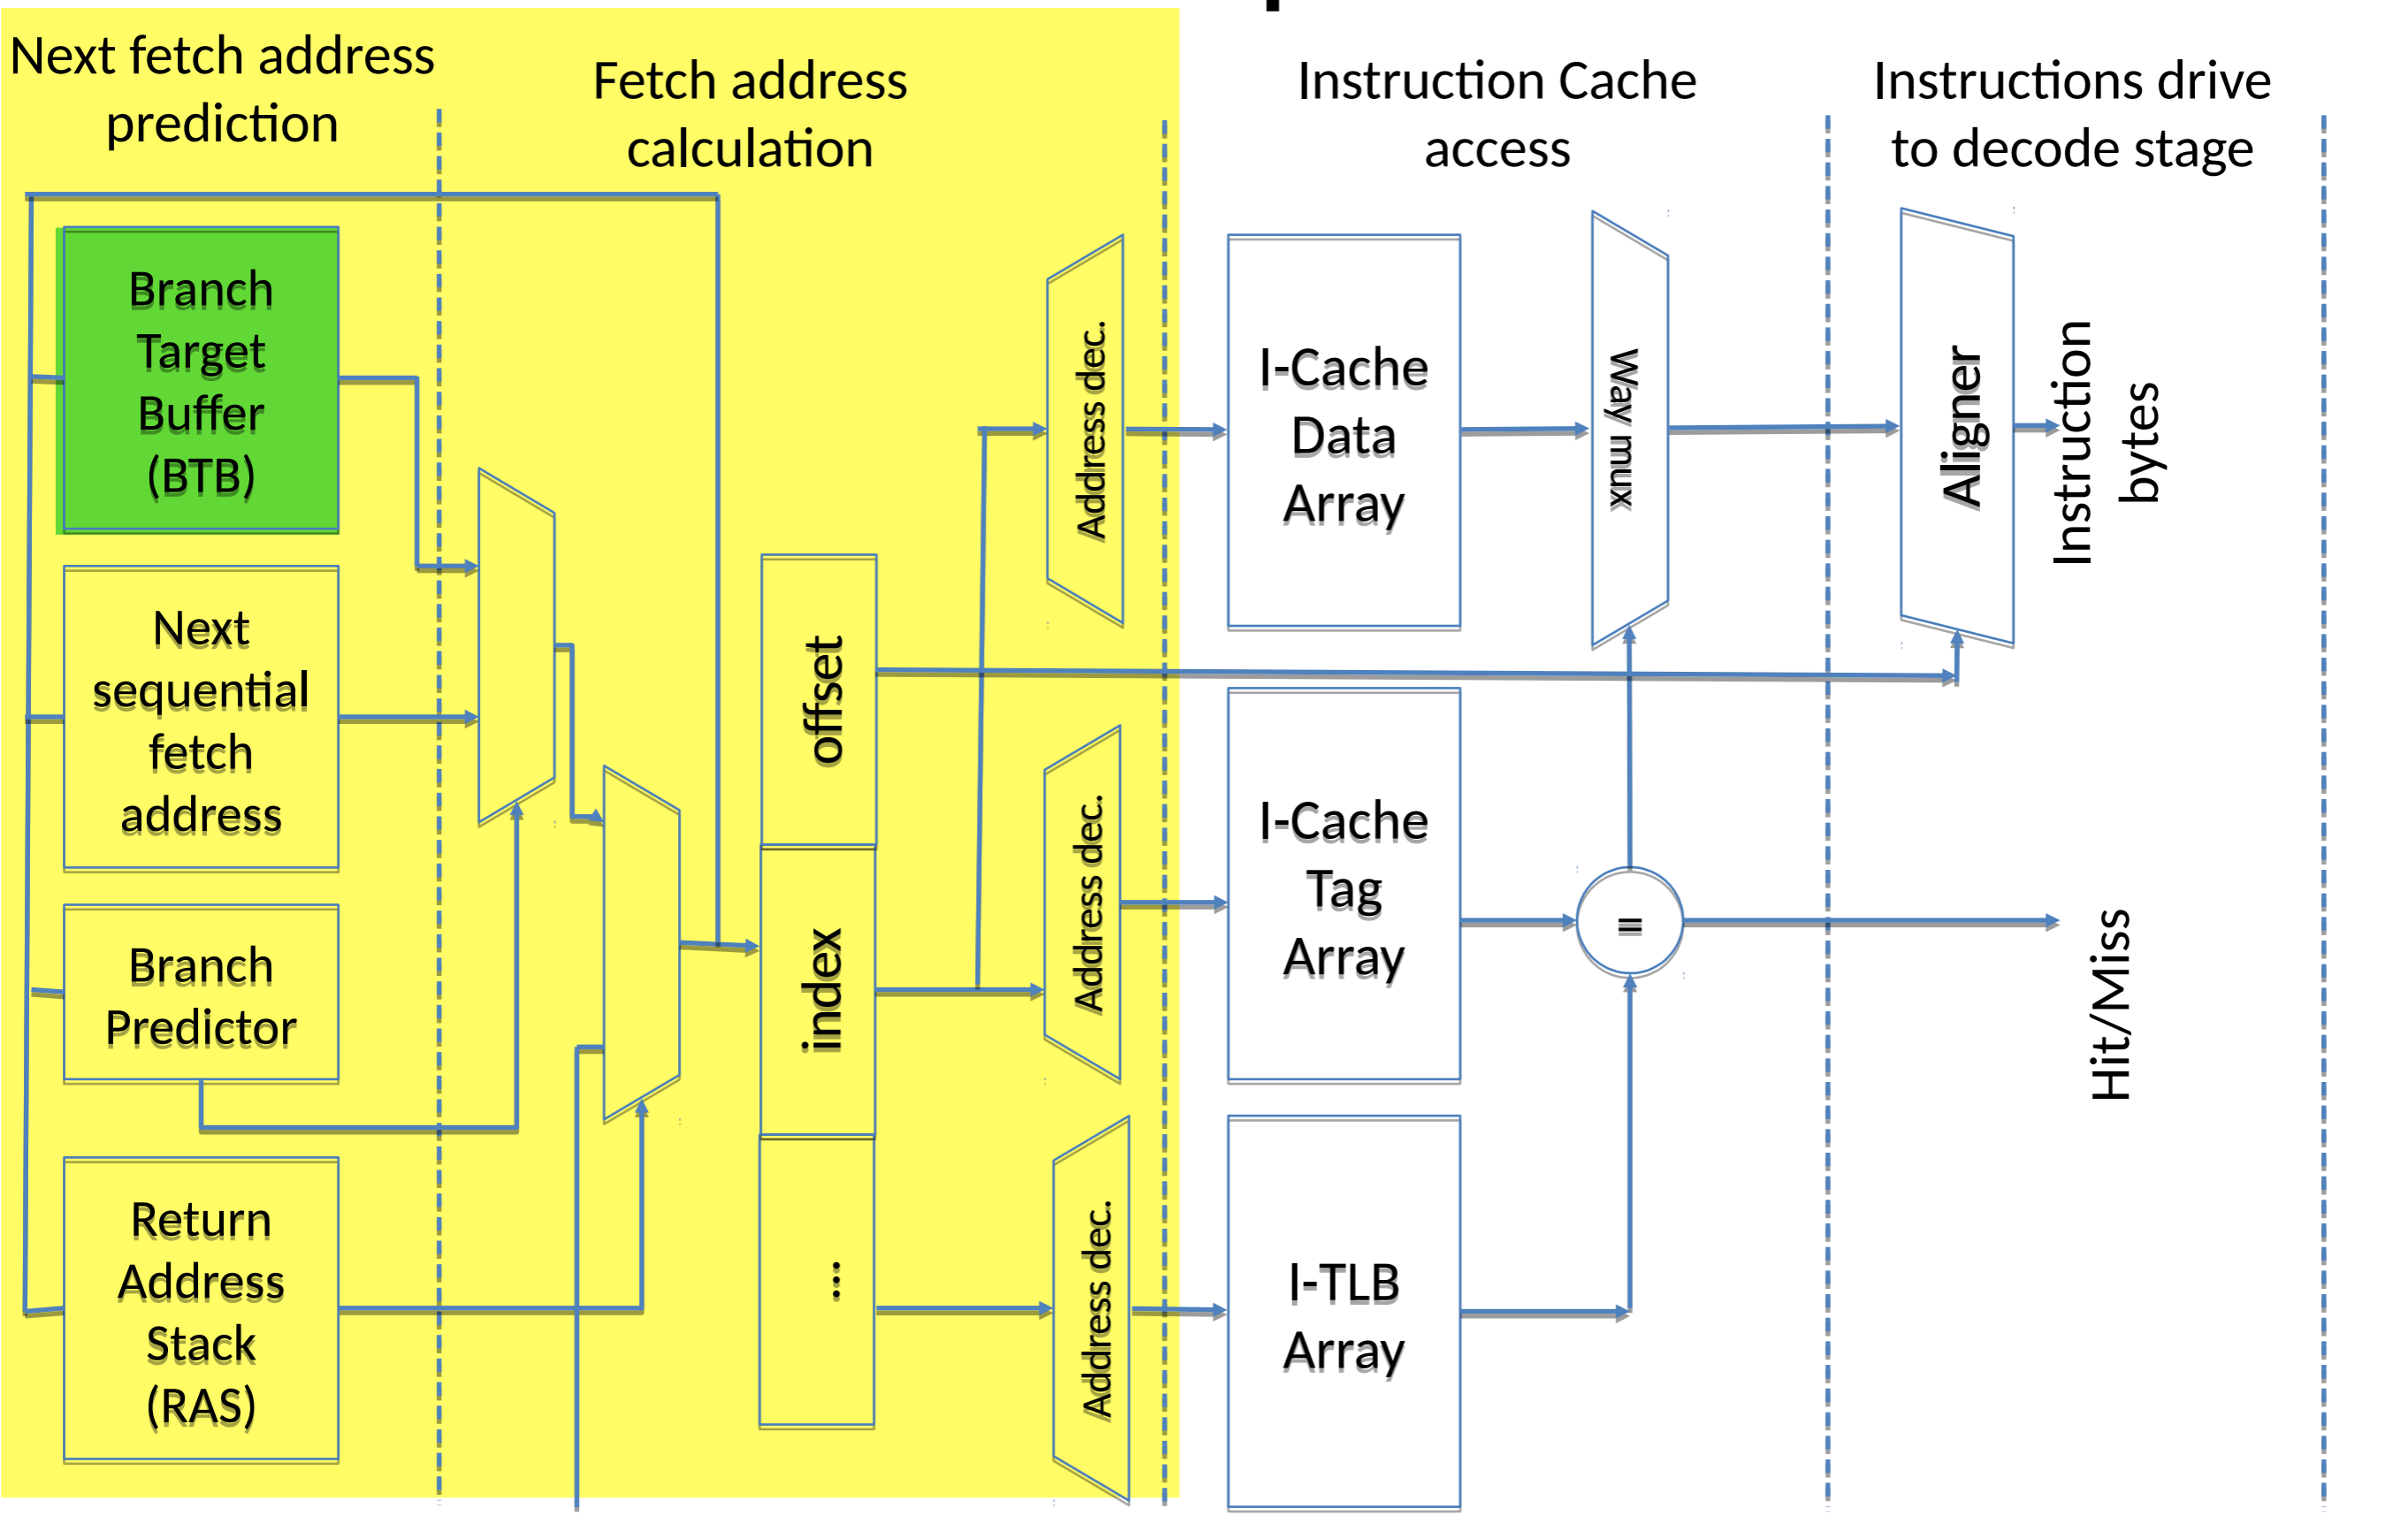 Next fetch address
prediction
Fetch address
calculation
Instruction Cache
access
Instructions drive
to decode stage
Branch
Target
Buffer
(BTB)
Next
sequential
fetch
address
Branch
Predictor
Return
Address
Stack
(RAS)
offset
index
...
Address dec.
Address dec.
Address dec.
I-Cache
Data
Array
I-Cache
Tag
Array
I-TLB
Array
Way mux
=
Aligner
Instruction
bytes
Hit/Miss